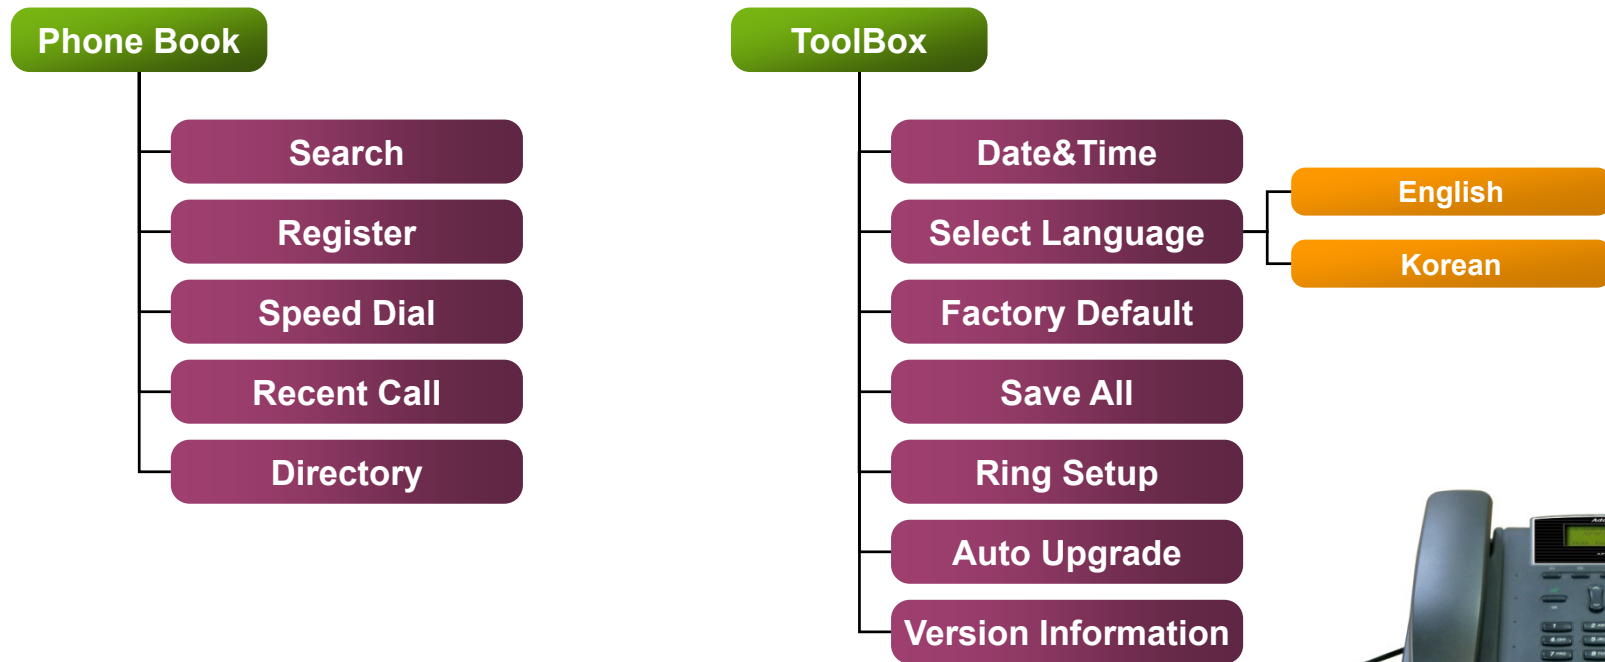 Phone Book
Search
Register
Speed Dial
Recent Call
Directory
ToolBox
Date&Time
Select Language
English
Korean
Factory Default
Save All
Ring Setup
Auto Upgrade
Version Information